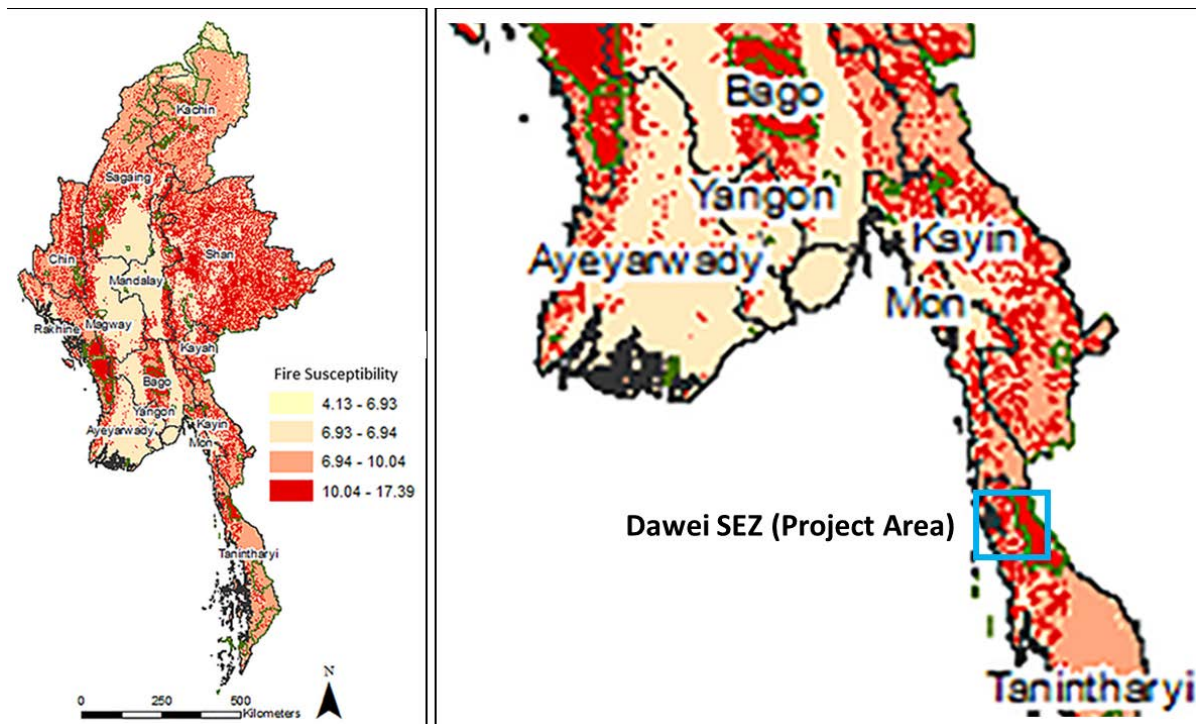 Kachin
Sagaing
Chin
Shan
Mandalay
Rakhine
Magway
Kayah
Bago
Yangon
Ayeyarwady
Kayin
Mon
Tanintharyi
Fire Susceptibility
4.13 - 6.93
6.93 - 6.94
6.94 - 10.04
10.04 - 17.39
N
0 250 500
Kilometers
Bago
Yangon
Ayeyarwady
Kayin
Mon
Dawei SEZ (Project Area)
Tanintharyi